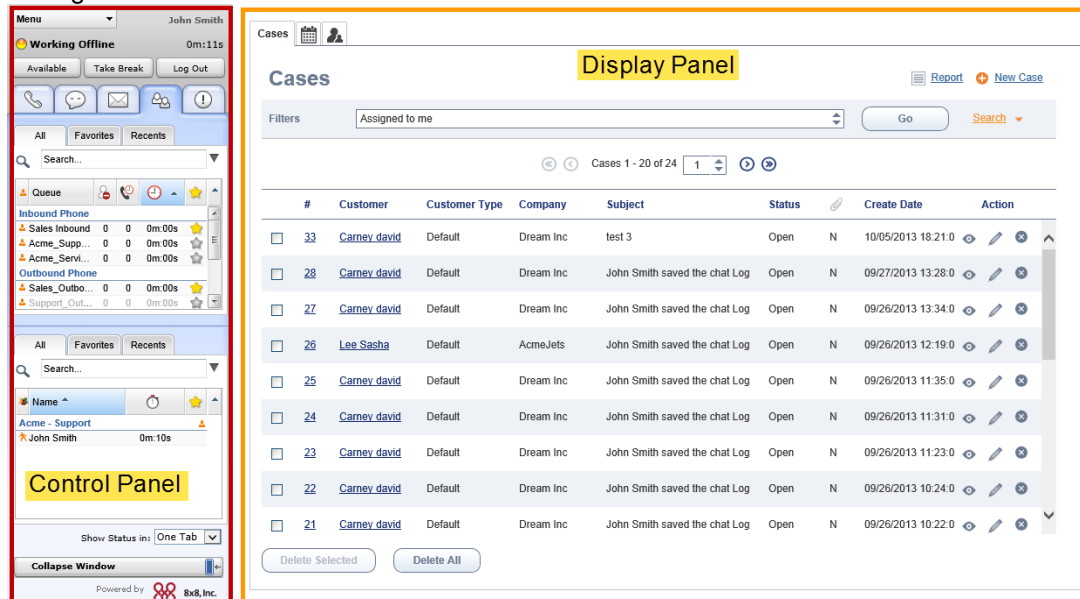 Menu John Smith
Working Offline 0m:11s
Available Take Break Log Out
All Favorites Recents
Search...
Queue
Inbound Phone
Sales Inbound 0 0 0m:00s
Acme_Supp... 0 0 0m:00s
Acme_Servi... 0 0 0m:00s
Outbound Phone
Sales_Outbo... 0 0 0m:00s
Support_Out... 0 0 0m:00s
All Favorites Recents
Search...
Name
Acme - Support
John Smith 0m:10s
Control Panel
Show Status in: One Tab
Collapse Window
Powered by 8x8, Inc.
Cases
Display Panel
Cases Report New Case
Filters Assigned to me Go Search
Cases 1 - 20 of 24 1
# Customer Customer Type Company Subject Status Create Date Action
33 Carney david Default Dream Inc test 3 Open N 10/05/2013 18:21:0
28 Carney david Default Dream Inc John Smith saved the chat Log Open N 09/27/2013 13:28:0
27 Carney david Default Dream Inc John Smith saved the chat Log Open N 09/26/2013 13:34:0
26 Lee Sasha Default AcmeJets John Smith saved the chat Log Open N 09/26/2013 12:19:0
25 Carney david Default Dream Inc John Smith saved the chat Log Open N 09/26/2013 11:35:0
24 Carney david Default Dream Inc John Smith saved the chat Log Open N 09/26/2013 11:31:0
23 Carney david Default Dream Inc John Smith saved the chat Log Open N 09/26/2013 11:23:0
22 Carney david Default Dream Inc John Smith saved the chat Log Open N 09/26/2013 10:24:0
21 Carney david Default Dream Inc John Smith saved the chat Log Open N 09/26/2013 10:22:0
Delete Selected Delete All